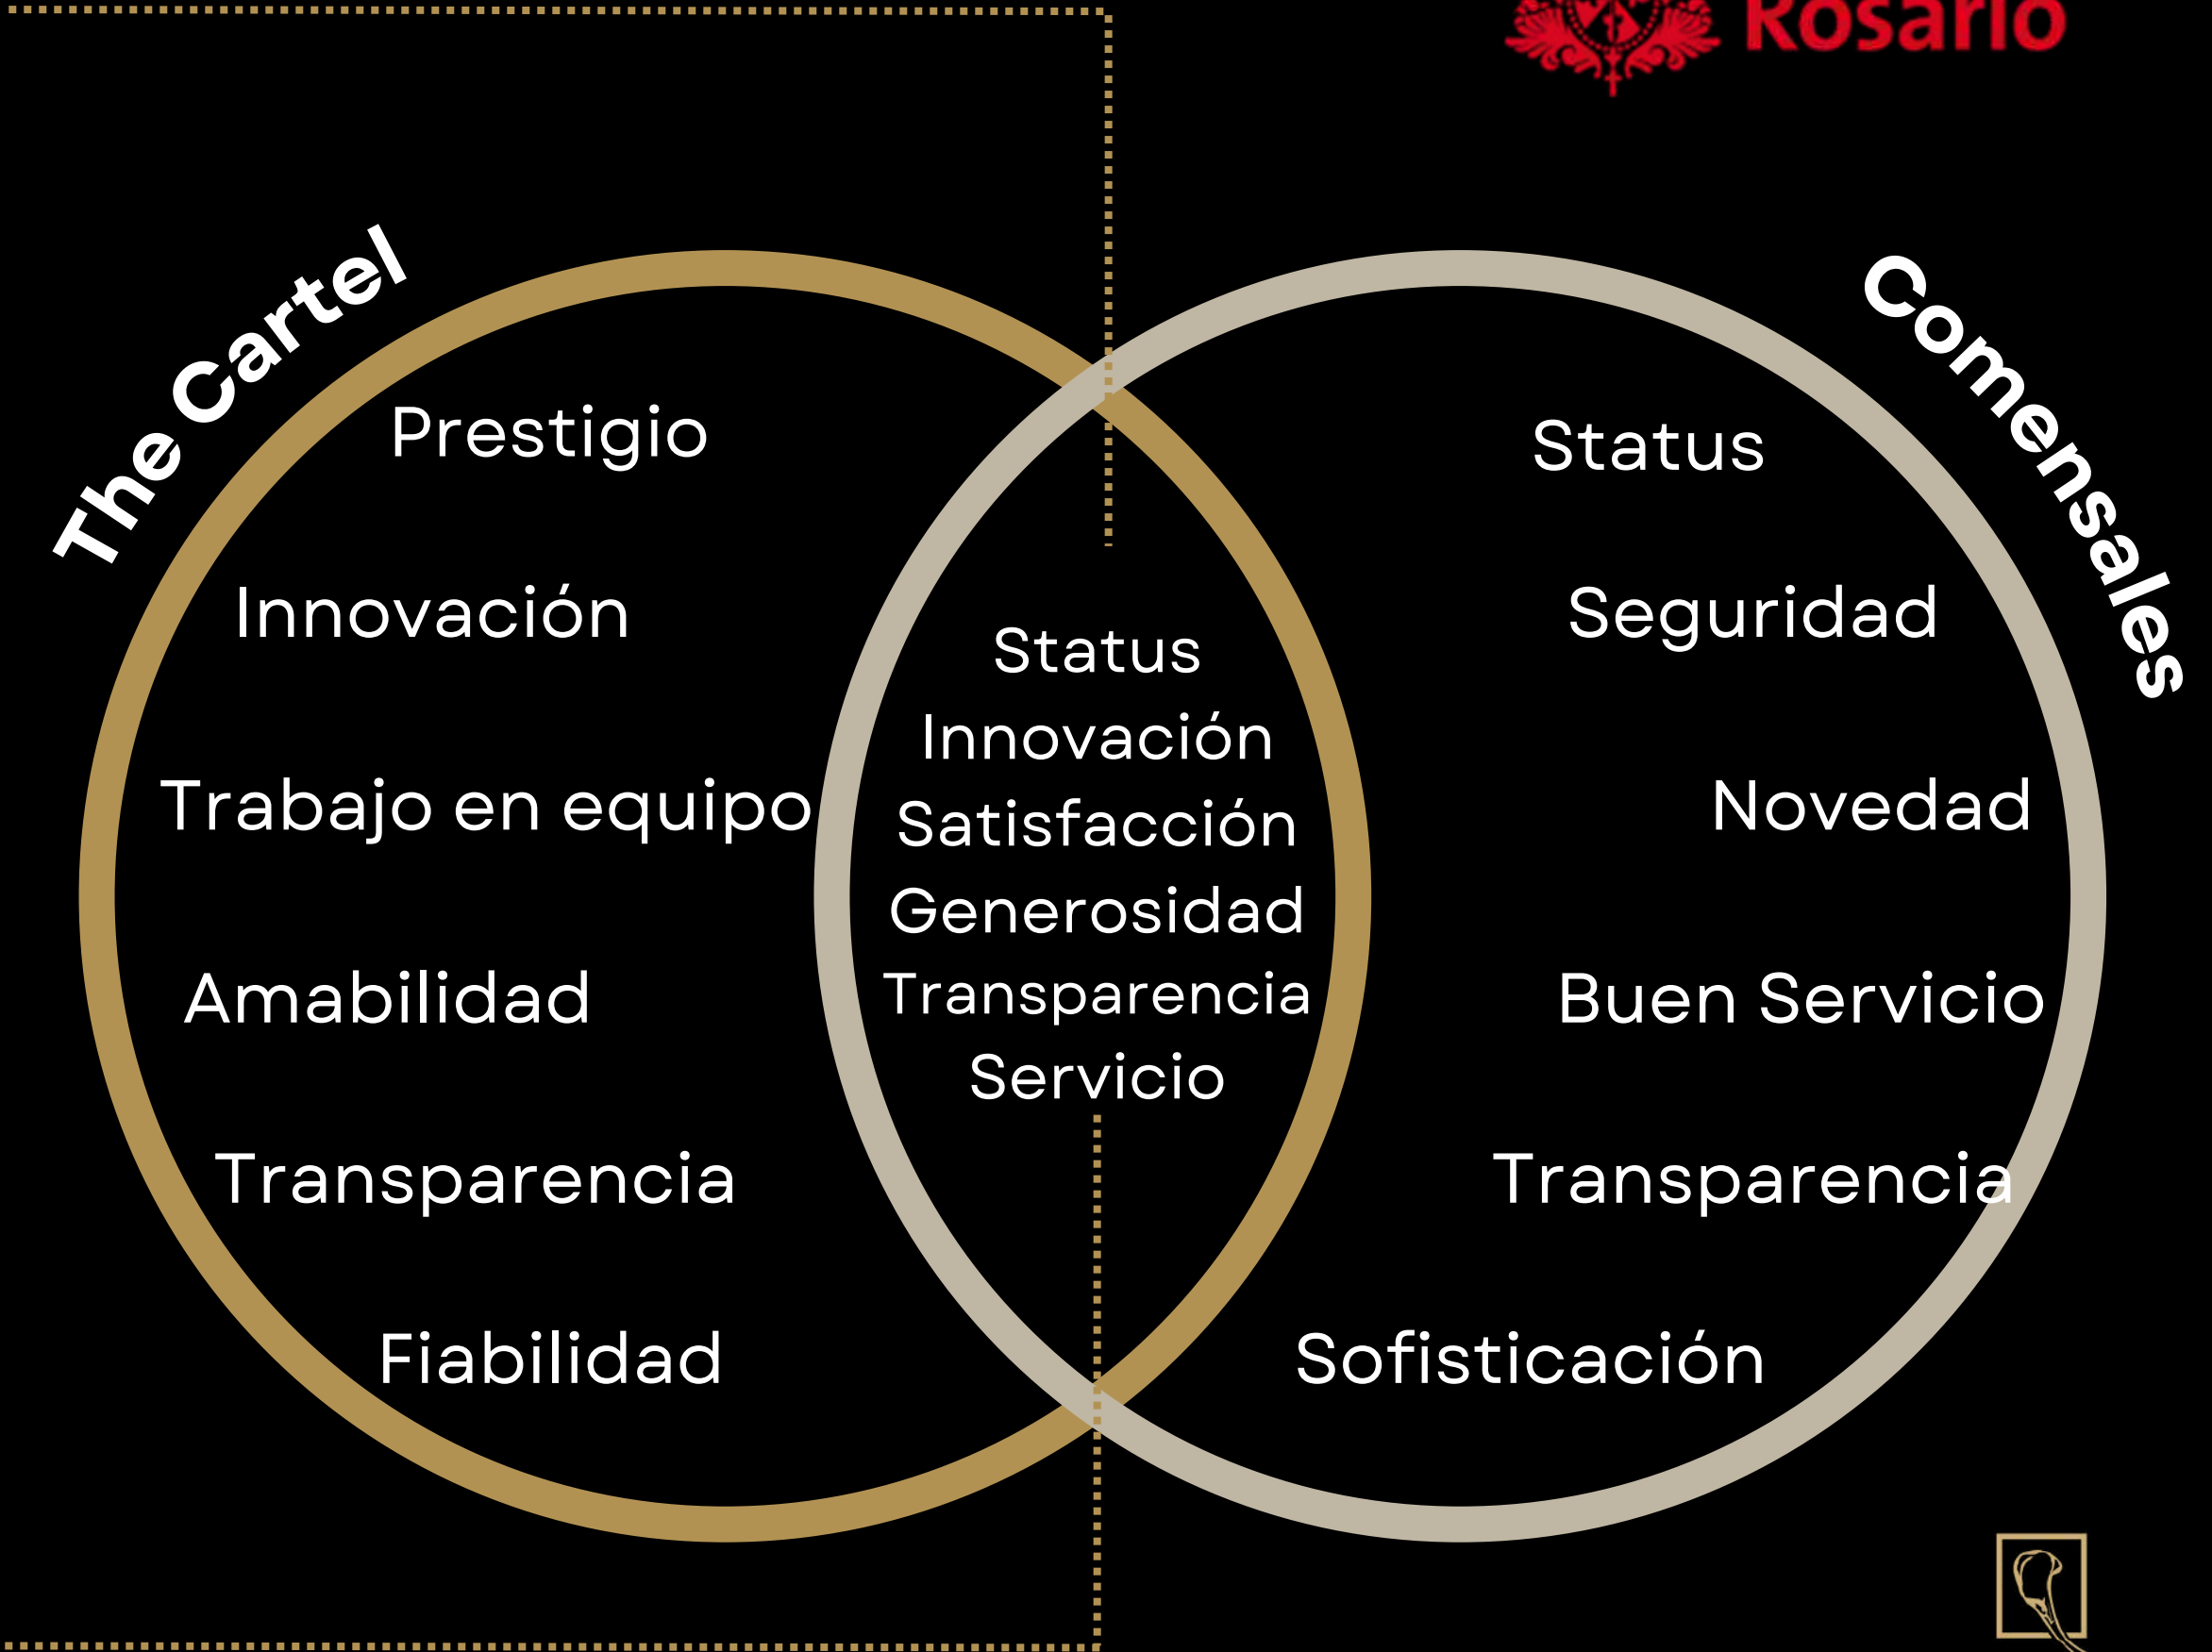 Rosario
The Cartel
Prestigio
Innovación
Trabajo en equipo
Amabilidad
Transparencia
Fiabilidad
Status
Innovación
Satisfacción
Generosidad
Transparencia
Servicio
Comensales
Status
Seguridad
Novedad
Buen Servicio
Transparencia
Sofisticación